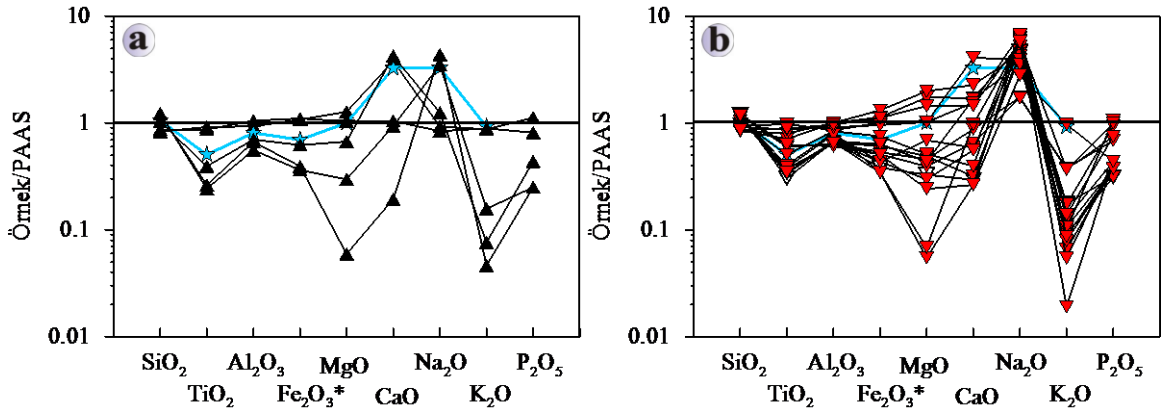 a
Örnek/PAAS
10
1
0.1
0.01
SiO₂ Al₂O₃ MgO Na₂O P₂O₅
TiO₂ Fe₂O₃* CaO K₂O
b
Örnek/PAAS
10
1
0.1
0.01
SiO₂ Al₂O₃ MgO Na₂O P₂O₅
TiO₂ Fe₂O₃* CaO K₂O